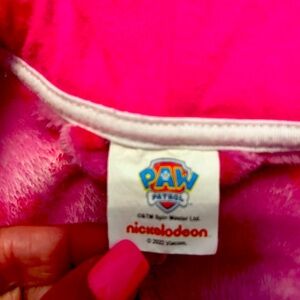 PAW
PATROL
©&TM Spin Master Ltd.
nickelodeon
© 2022 Viacom.